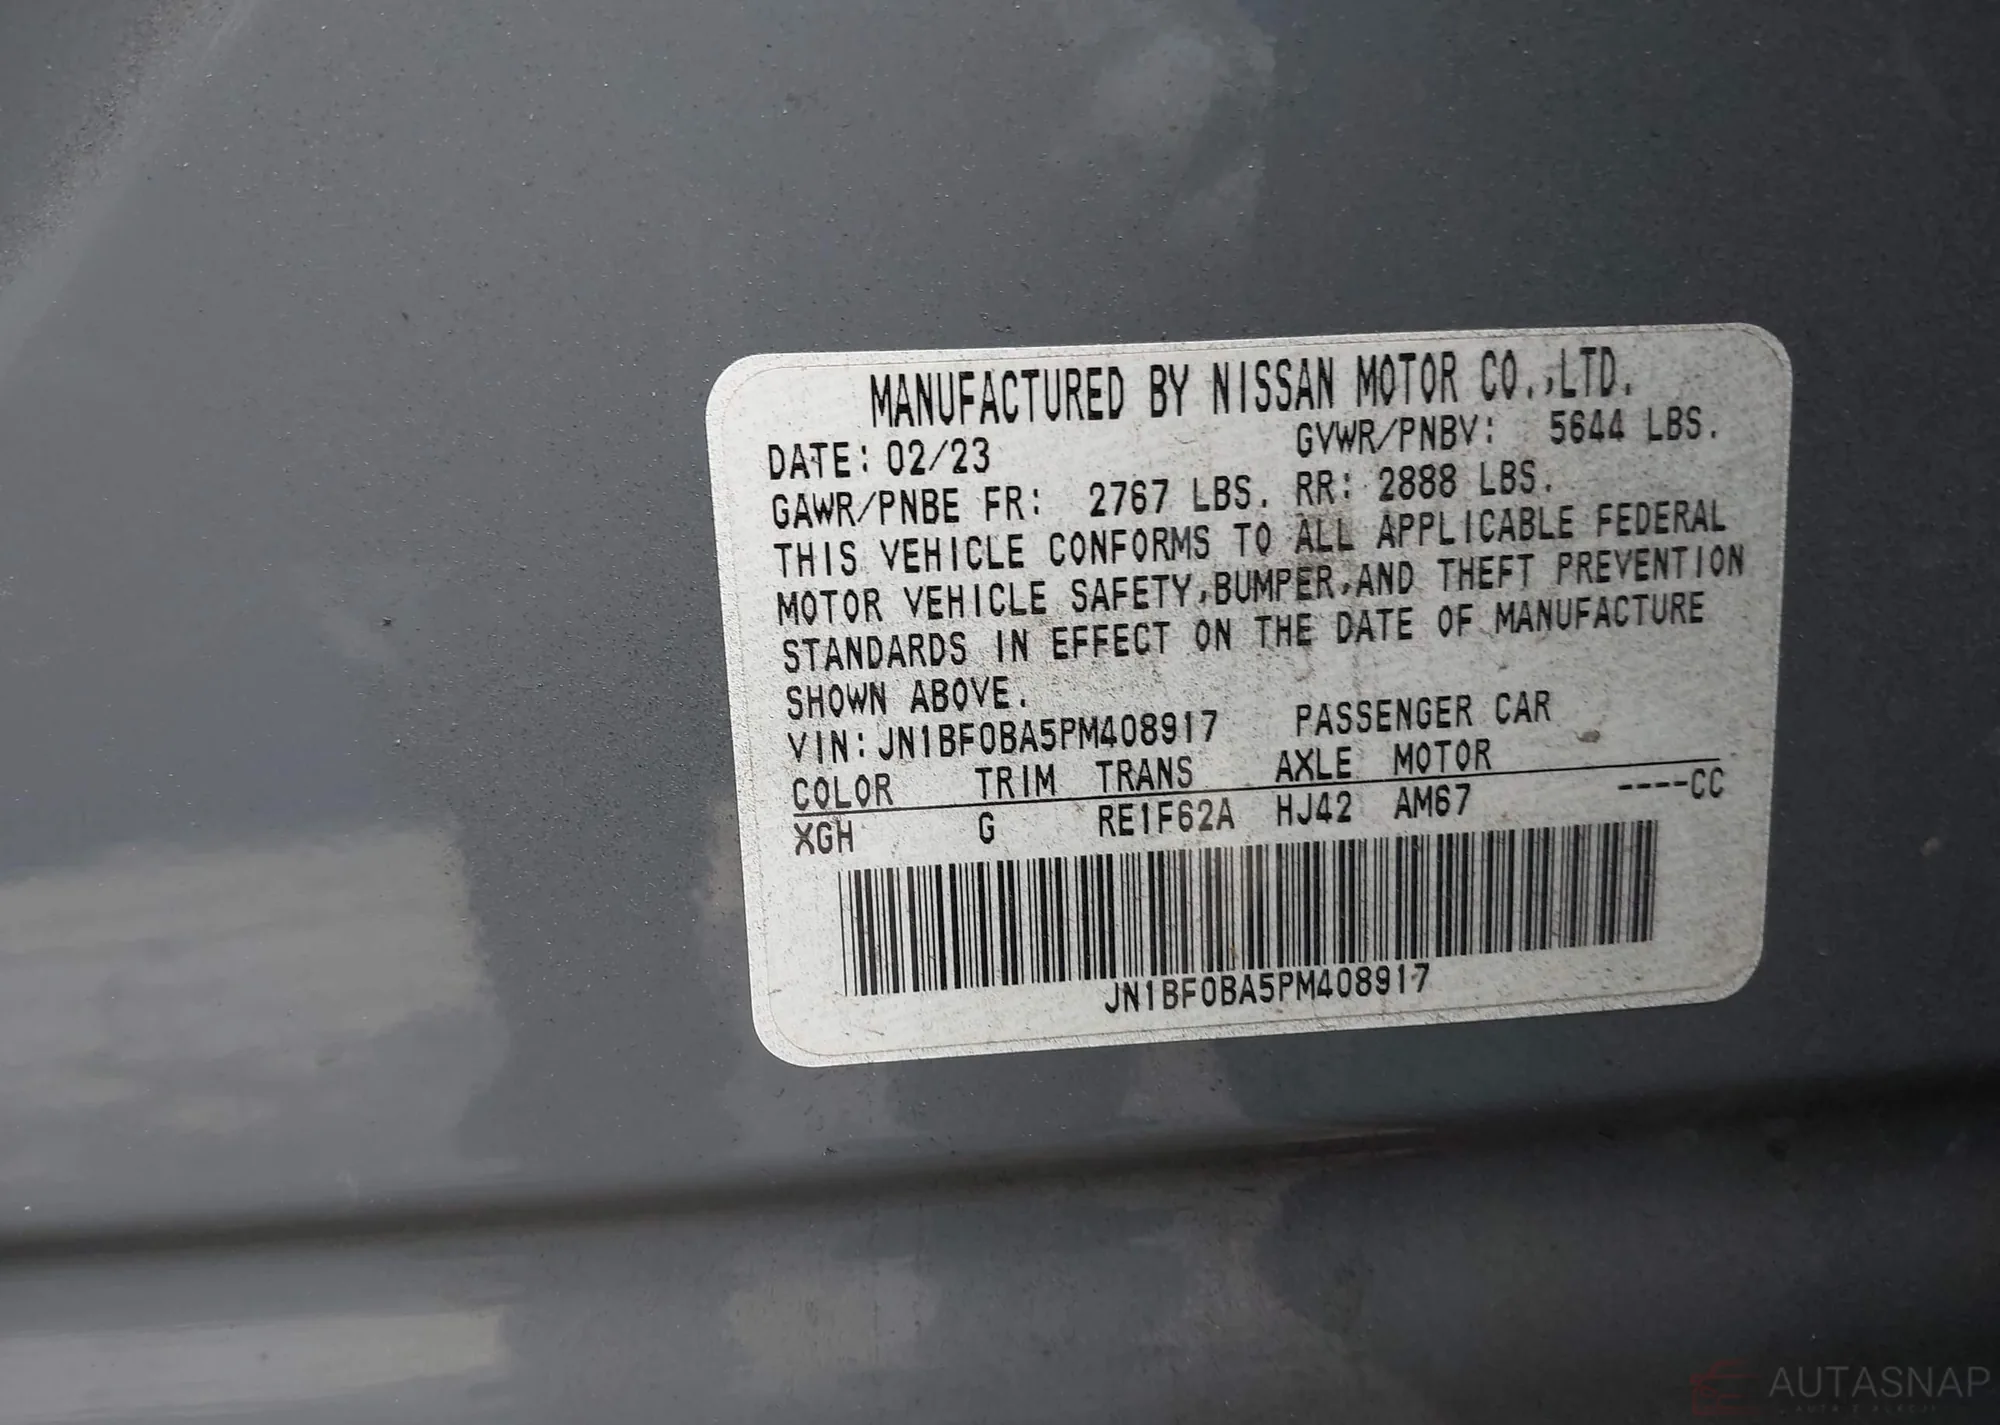 MANUFACTURED BY NISSAN MOTOR CO.,LTD.
DATE: 02/23 GVWR/PNBV: 5644 LBS.
GAWR/PNBE FR: 2767 LBS. RR: 2888 LBS.
THIS VEHICLE CONFORMS TO ALL APPLICABLE FEDERAL
MOTOR VEHICLE SAFETY,BUMPER,AND THEFT PREVENTION
STANDARDS IN EFFECT ON THE DATE OF MANUFACTURE
SHOWN ABOVE.
VIN: JN1BF0BA5PM408917 PASSENGER CAR
COLOR TRIM TRANS AXLE MOTOR
XGH G RE1F62A HJ42 AM67 ----CC
JN1BF0BA5PM408917
AUTASNAP
AUTA Z AKCJI